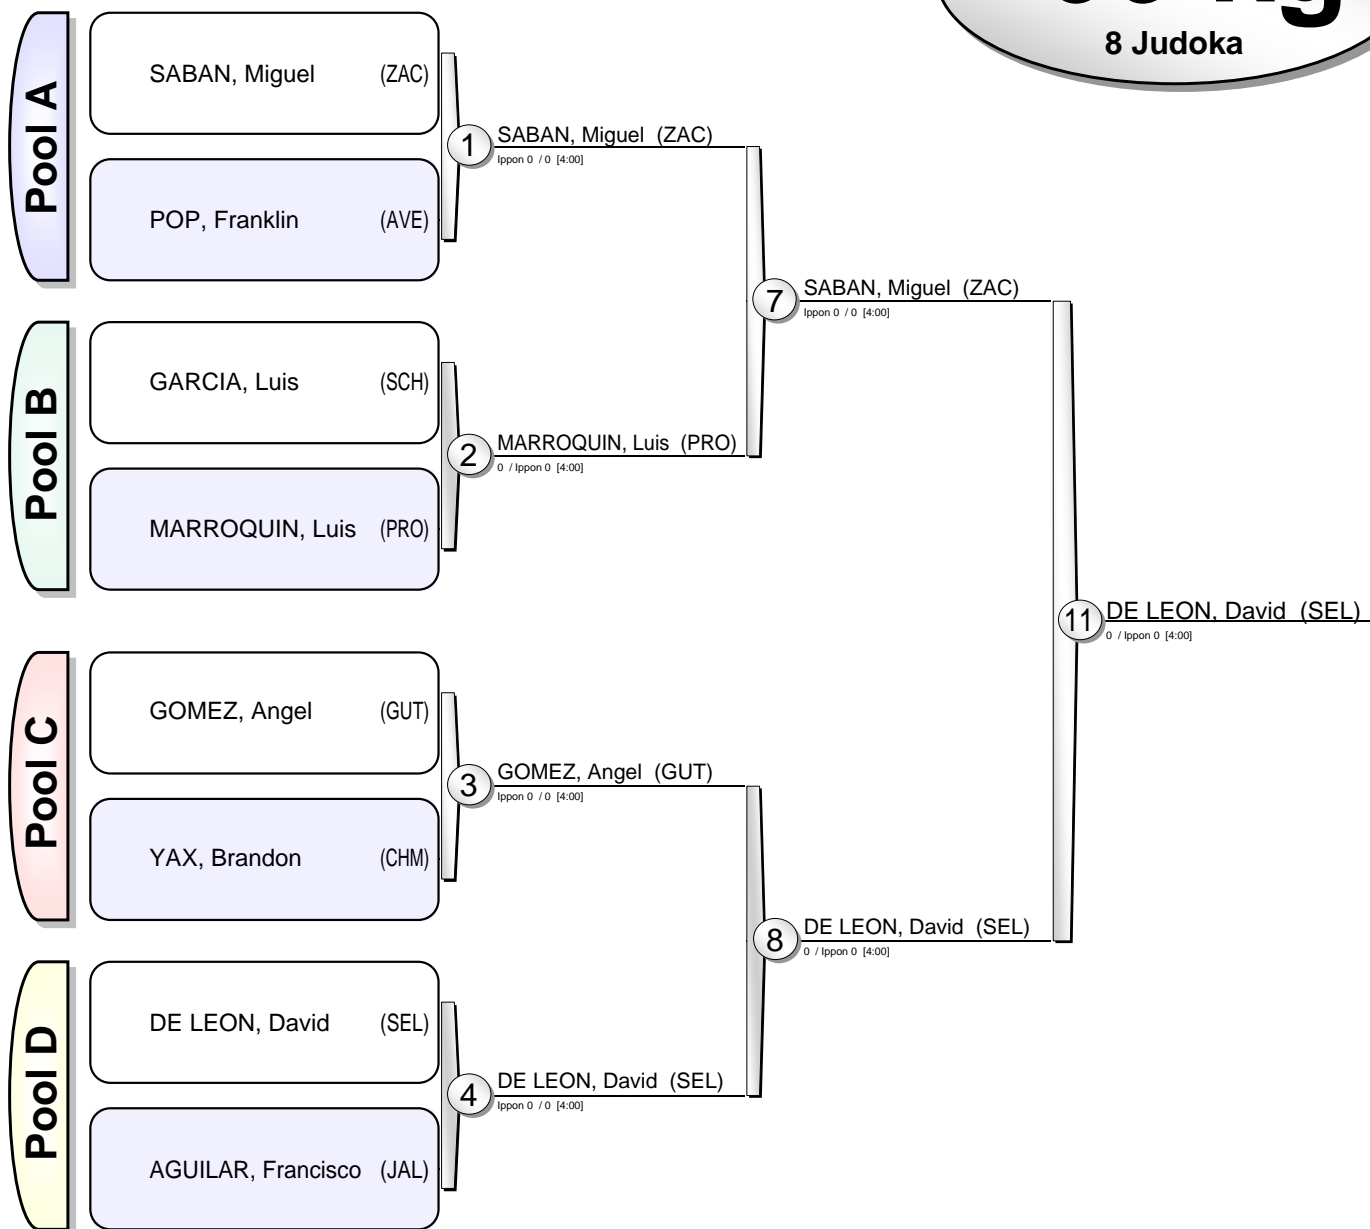 8 Judoka
Pool A
SABAN, Miguel (ZAC)
POP, Franklin (AVE)
1 SABAN, Miguel (ZAC)
Ippon 0 / 0 [4:00]
Pool B
GARCIA, Luis (SCH)
MARROQUIN, Luis (PRO)
2 MARROQUIN, Luis (PRO)
0 / Ippon 0 [4:00]
7 SABAN, Miguel (ZAC)
Ippon 0 / 0 [4:00]
Pool C
GOMEZ, Angel (GUT)
YAX, Brandon (CHM)
3 GOMEZ, Angel (GUT)
Ippon 0 / 0 [4:00]
Pool D
DE LEON, David (SEL)
AGUILAR, Francisco (JAL)
4 DE LEON, David (SEL)
Ippon 0 / 0 [4:00]
8 DE LEON, David (SEL)
0 / Ippon 0 [4:00]
11 DE LEON, David (SEL)
0 / Ippon 0 [4:00]